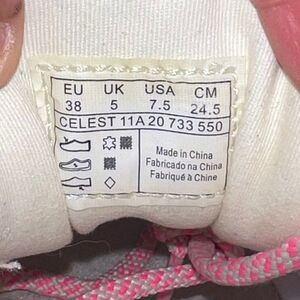 EU UK USA CM
38 5 7.5 24.5
CELEST 11A 20 733 550
Made in China
Fabricado na China
Fabriqué à Chine